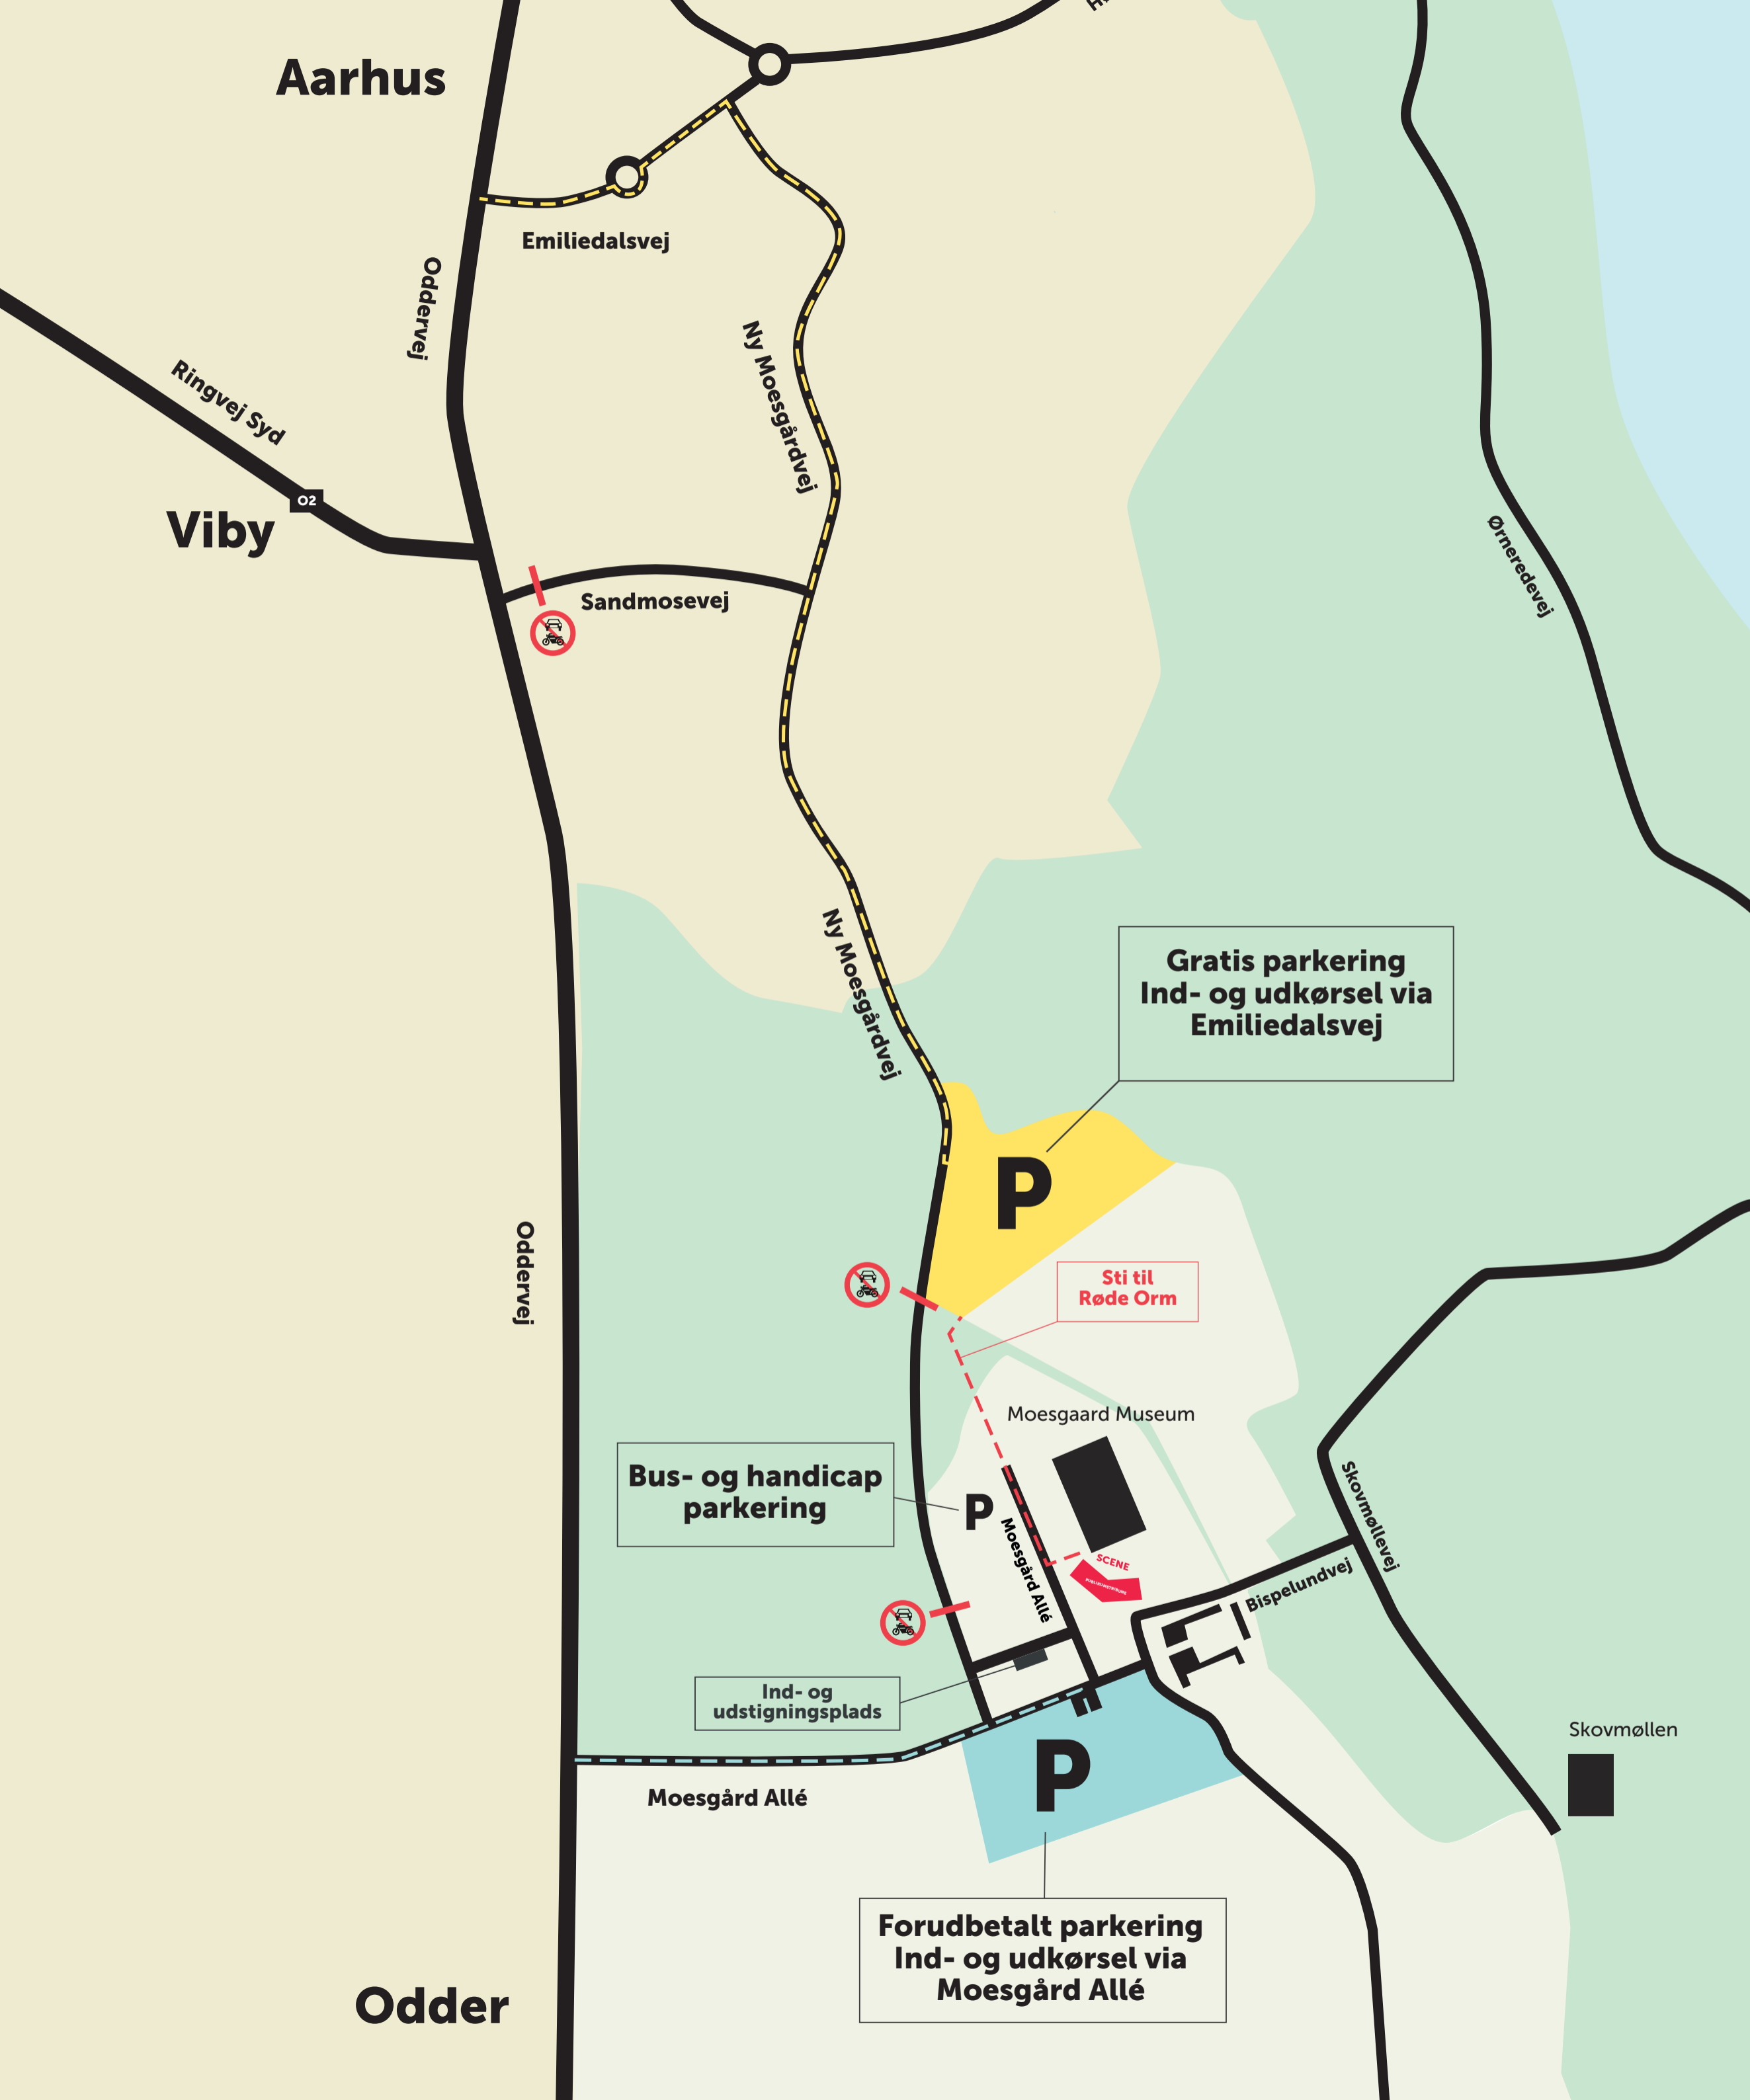 Aarhus
Emiliedalsvej
Oddervej
Ringvej Syd
O2
Viby
Ny Moesgårdvej
Sandmosevej
Ørneredevej
Ny Moesgårdvej
Gratis parkering
Ind- og udkørsel via
Emiliedalsvej
P
Oddervej
Sti til
Røde Orm
Moesgaard Museum
Bus- og handicap
parkering
P
Moesgård Allé
SCENE
Skovmøllevej
Bispelundvej
Ind- og
udstigningsplads
Skovmøllen
P
Moesgård Allé
Forudbetalt parkering
Ind- og udkørsel via
Moesgård Allé
Odder